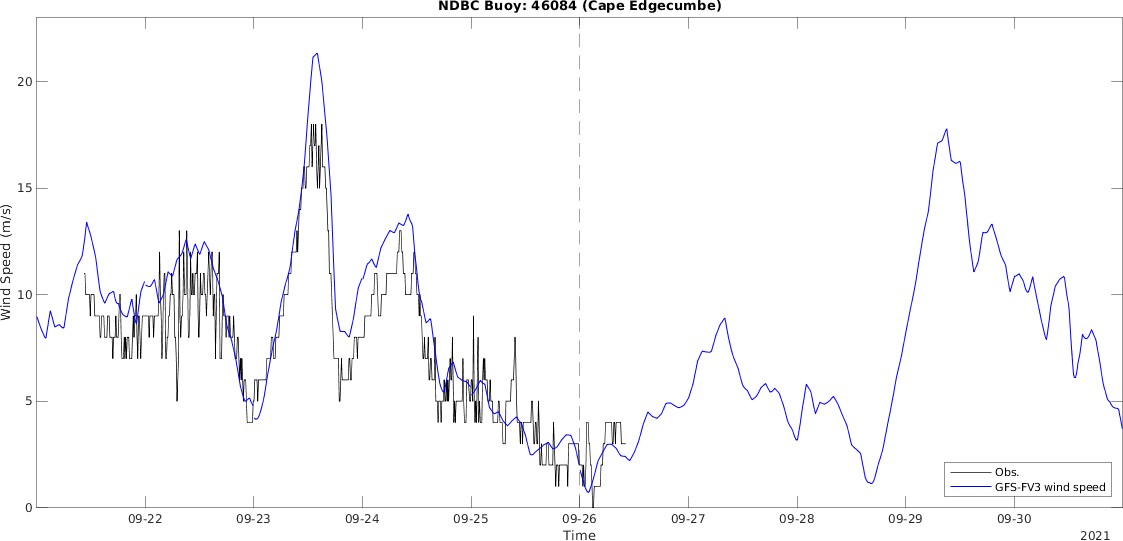 NDBC Buoy: 46084 (Cape Edgecumbe)
20
15
10
5
0
Wind Speed (m/s)
09-22 09-23 09-24 09-25 09-26 09-27 09-28 09-29 09-30
Time
2021
Obs.
GFS-FV3 wind speed